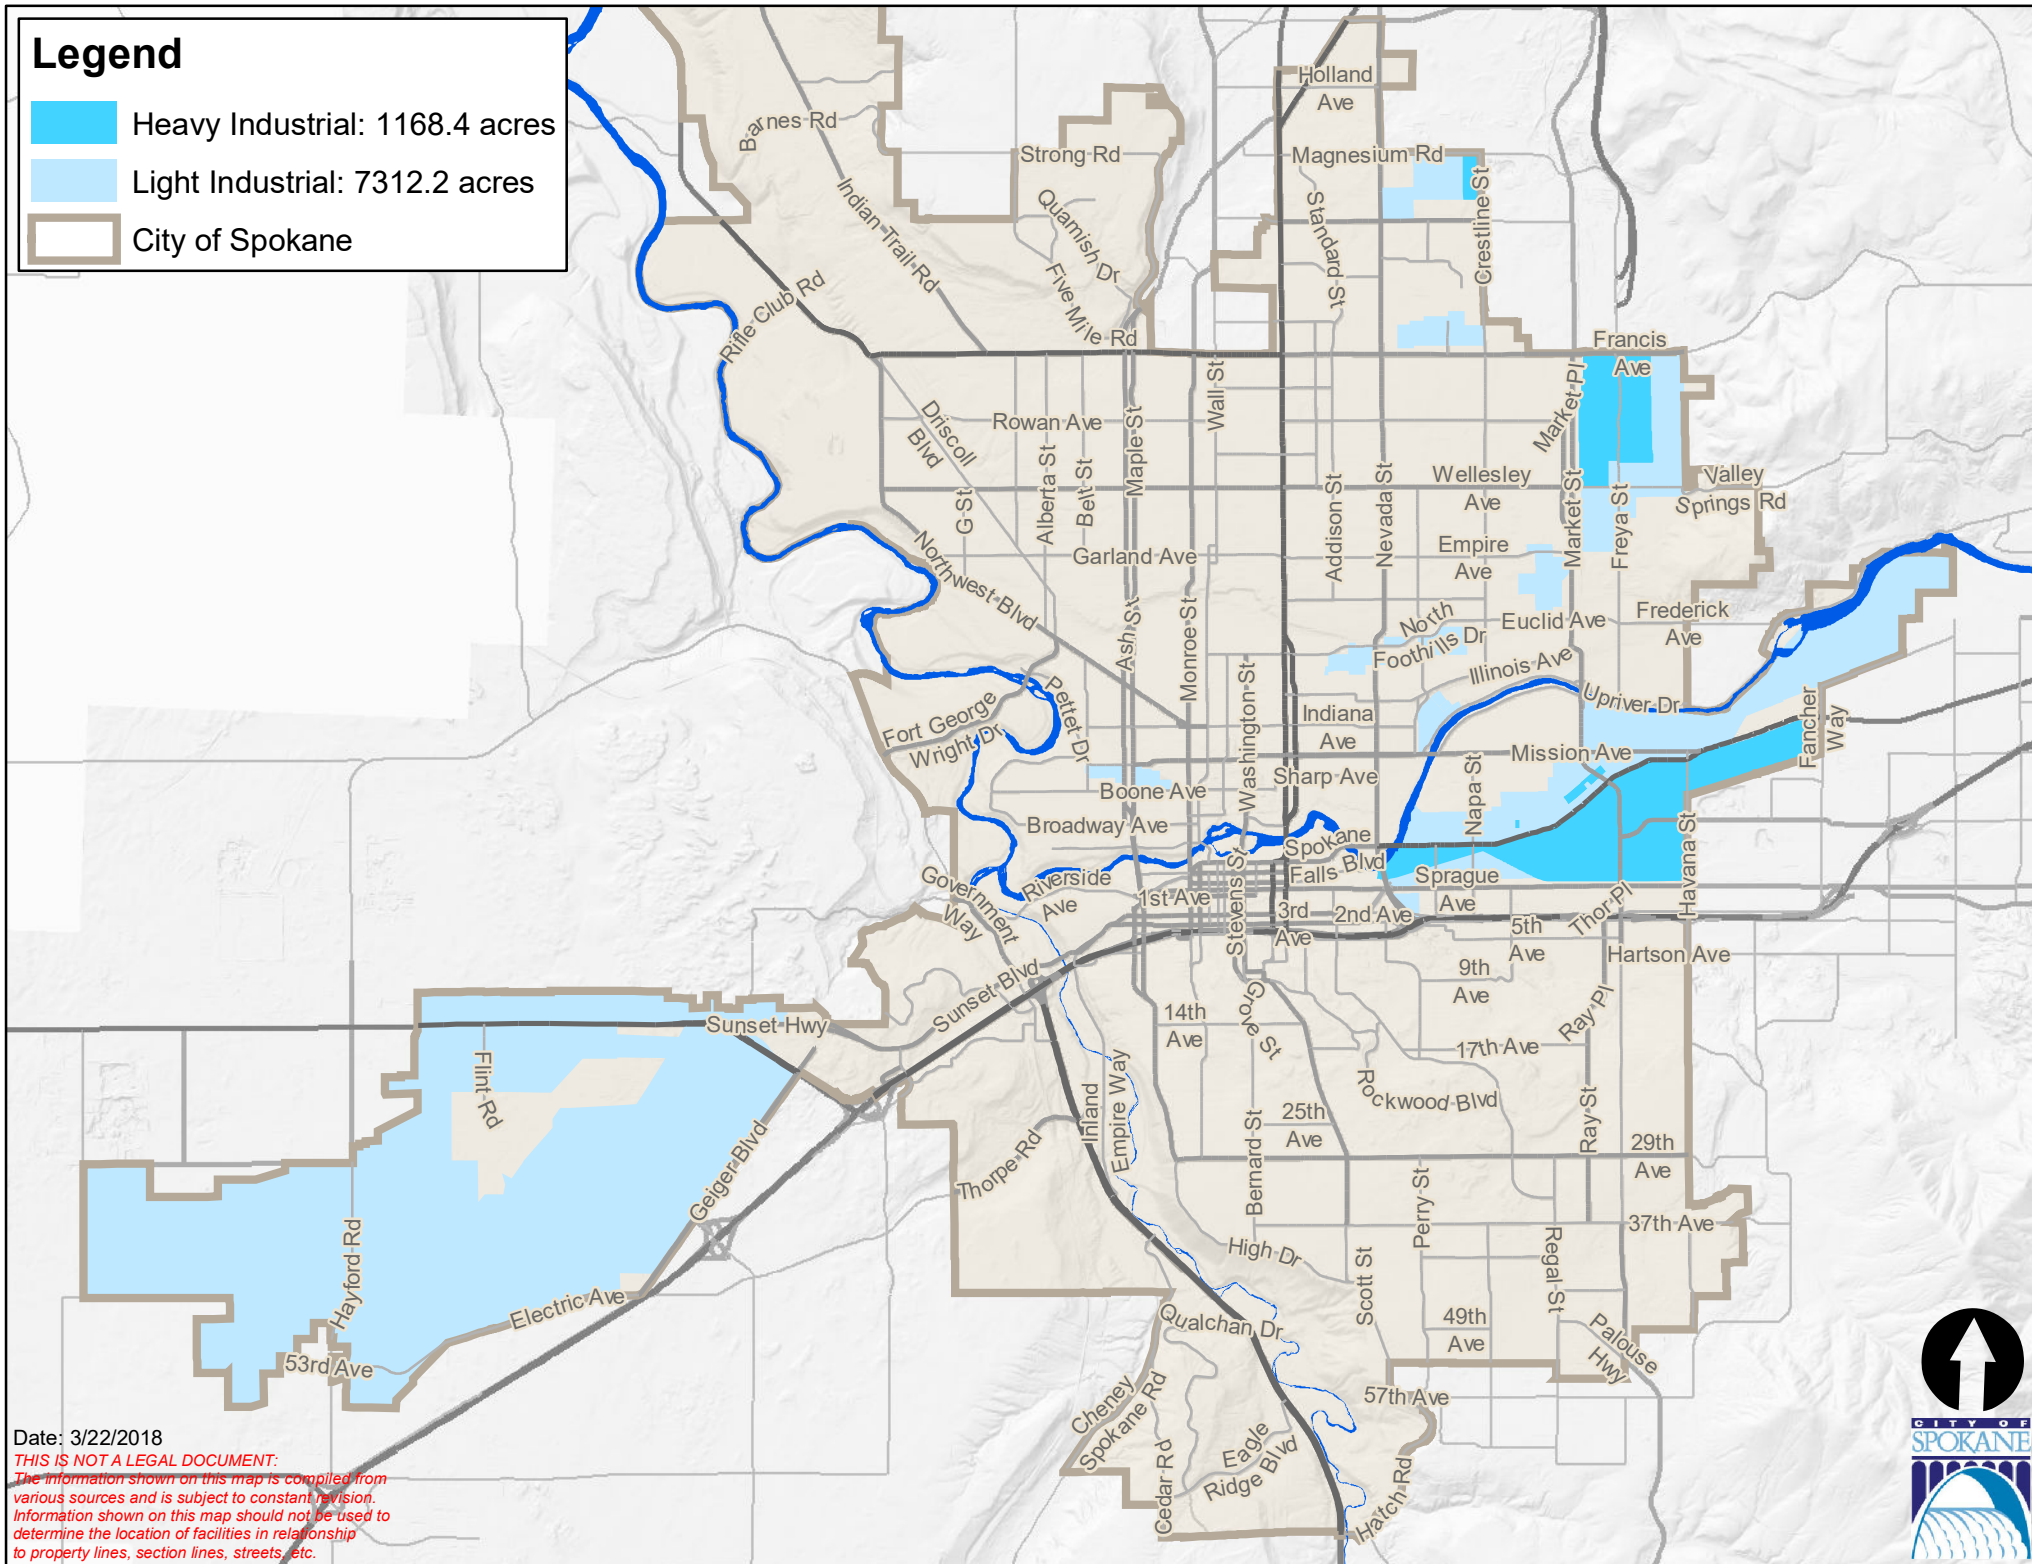 Legend
Heavy Industrial: 1168.4 acres
Light Industrial: 7312.2 acres
City of Spokane
Holland
Ave
Barnes Rd
Strong Rd
Magnesium Rd
Indian Trail Rd
Quamish Dr
Standard St
Crestline St
Five Mile Rd
Rifle Club Rd
Francis
Ave
Market Pl
Wall St
Driscoll
Blvd
Rowan Ave
Maple St
Alberta St
Belt St
G St
Addison St
Nevada St
Wellesley
Ave
Market St
Freya St
Valley
Springs Rd
Northwest Blvd
Garland Ave
Empire
Ave
Ash St
Monroe St
North
Foothills Dr
Euclid Ave
Frederick
Ave
Illinois Ave
Pettet Dr
Fort George
Wright Dr
Washington St
Indiana
Ave
Upriver Dr
Fancher
Way
Mission Ave
Sharp Ave
Napa St
Boone Ave
Broadway Ave
Spokane
Falls Blvd
Havana St
Government
Way
Riverside
Ave
1st Ave
Stevens St
Sprague
Ave
3rd
Ave
2nd Ave
5th
Ave
Thor Pl
Hartson Ave
Sunset Blvd
9th
Ave
Grove St
Ray Pl
Sunset Hwy
14th
Ave
17th Ave
Flint Rd
Inland
Empire Way
Rockwood Blvd
25th
Ave
Bernard St
Ray St
29th
Ave
Geiger Blvd
Thorpe Rd
Perry St
37th Ave
Hayford Rd
High Dr
Scott St
Regal St
Electric Ave
Qualchan Dr
49th
Ave
Palouse
Hwy
53rd Ave
Cheney
Spokane Rd
57th Ave
Cedar Rd
Eagle
Ridge Blvd
Hatch Rd
Date: 3/22/2018
THIS IS NOT A LEGAL DOCUMENT:
The information shown on this map is compiled from
various sources and is subject to constant revision.
Information shown on this map should not be used to
determine the location of facilities in relationship
to property lines, section lines, streets, etc.
CITY OF
SPOKANE